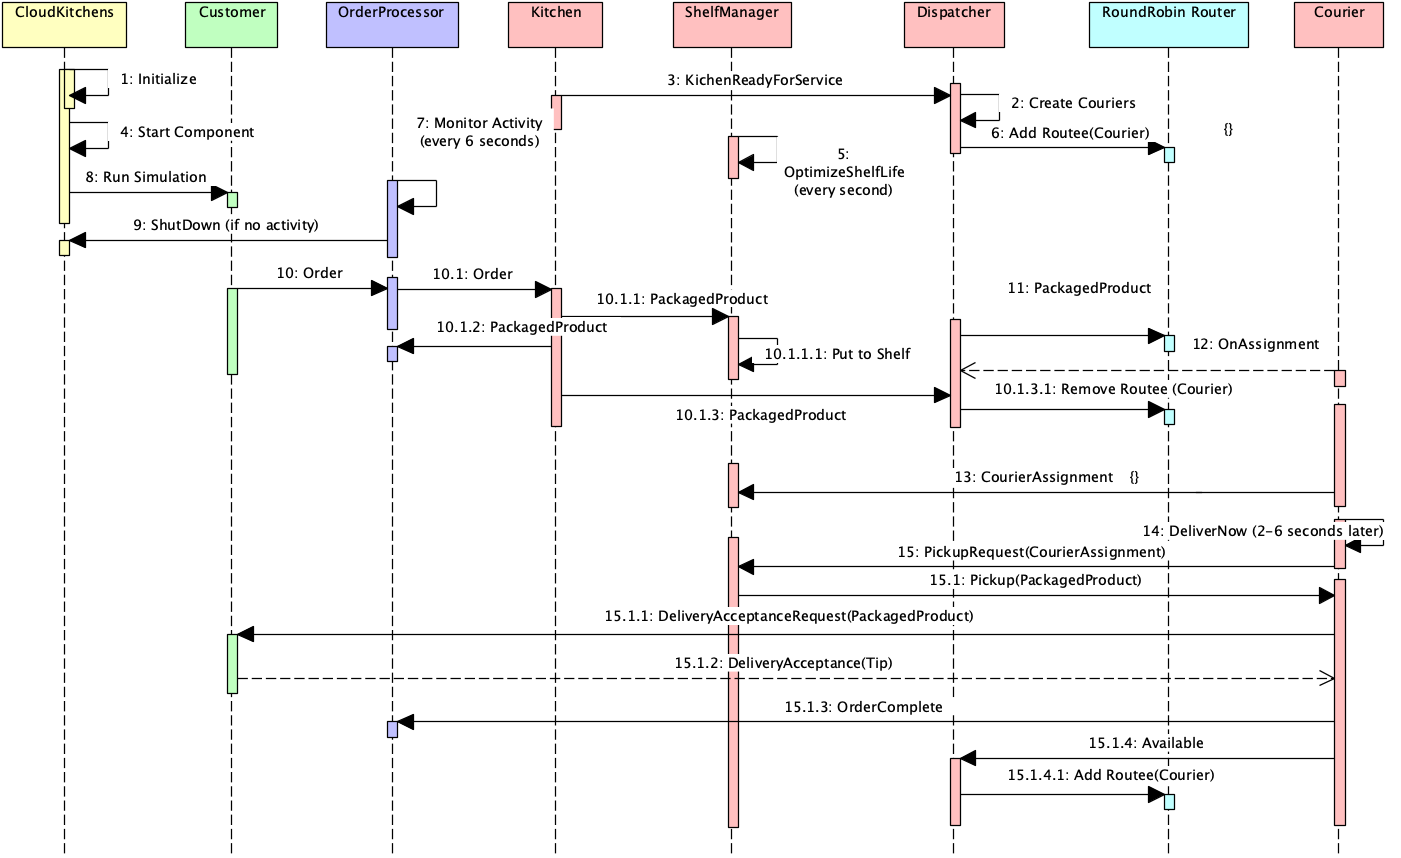 CloudKitchens
Customer
OrderProcessor
Kitchen
ShelfManager
Dispatcher
RoundRobin Router
Courier
1: Initialize
3: KichenReadyForService
2: Create Couriers
7: Monitor Activity
(every 6 seconds)
4: Start Component
6: Add Routee(Courier)
{}
5:
OptimizeShelfLife
(every second)
8: Run Simulation
9: ShutDown (if no activity)
10: Order
10.1: Order
11: PackagedProduct
10.1.1: PackagedProduct
10.1.2: PackagedProduct
12: OnAssignment
10.1.1.1: Put to Shelf
10.1.3.1: Remove Routee (Courier)
10.1.3: PackagedProduct
13: CourierAssignment
{}
14: DeliverNow (2-6 seconds later)
15: PickupRequest(CourierAssignment)
15.1: Pickup(PackagedProduct)
15.1.1: DeliveryAcceptanceRequest(PackagedProduct)
15.1.2: DeliveryAcceptance(Tip)
15.1.3: OrderComplete
15.1.4: Available
15.1.4.1: Add Routee(Courier)